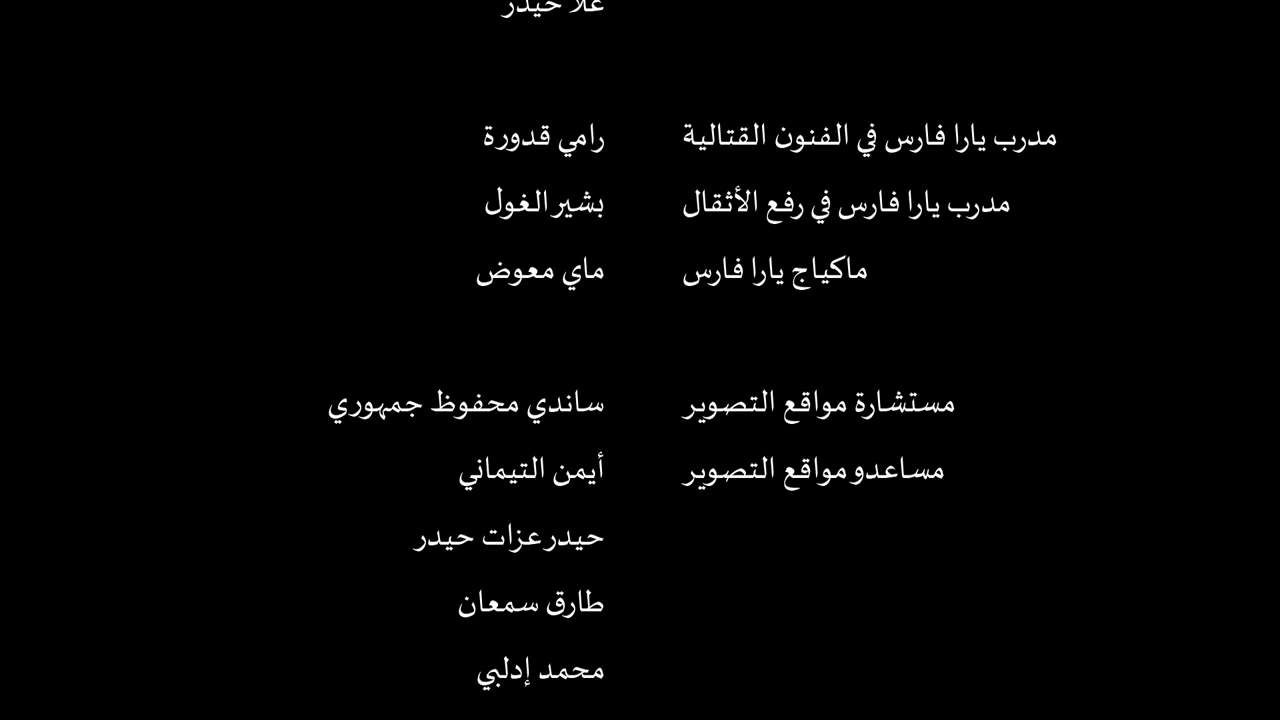 علا حيدر
مدرب يارا فارس في الفنون القتالية رامي قدورة
مدرب يارا فارس في رفع الأثقال بشير الغول
ماكياج يارا فارس ماي معوض
مستشارة مواقع التصوير ساندي محفوظ جمهوري
مساعدو مواقع التصوير أيمن التيماني
حيدر عزات حيدر
طارق سمعان
محمد إدلبي